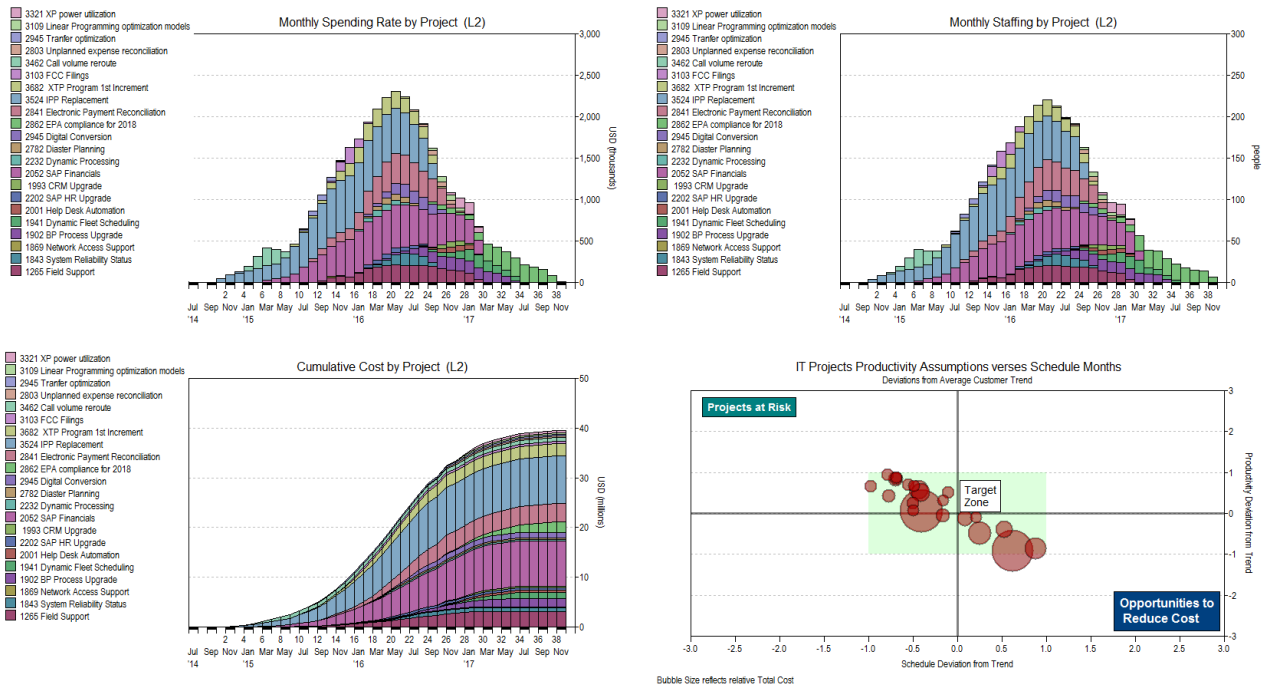 Monthly Spending Rate by Project (L2)
3321 XP power utilization
3109 Linear Programming optimization models
2945 Tranfer optimization
2803 Unplanned expense reconciliation
3462 Call volume reroute
3103 FCC Filings
3682 XTP Program 1st Increment
3524 IPP Replacement
2841 Electronic Payment Reconciliation
2862 EPA compliance for 2018
2945 Digital Conversion
2782 Diaster Planning
2232 Dynamic Processing
2052 SAP Financials
1993 CRM Upgrade
2202 SAP HR Upgrade
2001 Help Desk Automation
1941 Dynamic Fleet Scheduling
1902 BP Process Upgrade
1869 Network Access Support
1843 System Reliability Status
1265 Field Support
3,000
2,500
2,000
1,500
1,000
500
0
USD (thousands)
2 4 6 8 10 12 14 16 18 20 22 24 26 28 30 32 34 36 38
Jul Sep Nov Jan Mar May Jul Sep Nov Jan Mar May Jul Sep Nov Jan Mar May Jul Sep Nov
'14 '15 '16 '17
Monthly Staffing by Project (L2)
3321 XP power utilization
3109 Linear Programming optimization models
2945 Tranfer optimization
2803 Unplanned expense reconciliation
3462 Call volume reroute
3103 FCC Filings
3682 XTP Program 1st Increment
3524 IPP Replacement
2841 Electronic Payment Reconciliation
2862 EPA compliance for 2018
2945 Digital Conversion
2782 Diaster Planning
2232 Dynamic Processing
2052 SAP Financials
1993 CRM Upgrade
2202 SAP HR Upgrade
2001 Help Desk Automation
1941 Dynamic Fleet Scheduling
1902 BP Process Upgrade
1869 Network Access Support
1843 System Reliability Status
1265 Field Support
300
250
200
150
100
50
0
people
2 4 6 8 10 12 14 16 18 20 22 24 26 28 30 32 34 36 38
Jul Sep Nov Jan Mar May Jul Sep Nov Jan Mar May Jul Sep Nov Jan Mar May Jul Sep Nov
'14 '15 '16 '17
Cumulative Cost by Project (L2)
3321 XP power utilization
3109 Linear Programming optimization models
2945 Tranfer optimization
2803 Unplanned expense reconciliation
3462 Call volume reroute
3103 FCC Filings
3682 XTP Program 1st Increment
3524 IPP Replacement
2841 Electronic Payment Reconciliation
2862 EPA compliance for 2018
2945 Digital Conversion
2782 Diaster Planning
2232 Dynamic Processing
2052 SAP Financials
1993 CRM Upgrade
2202 SAP HR Upgrade
2001 Help Desk Automation
1941 Dynamic Fleet Scheduling
1902 BP Process Upgrade
1869 Network Access Support
1843 System Reliability Status
1265 Field Support
50
40
30
20
10
0
USD (millions)
2 4 6 8 10 12 14 16 18 20 22 24 26 28 30 32 34 36 38
Jul Sep Nov Jan Mar May Jul Sep Nov Jan Mar May Jul Sep Nov Jan Mar May Jul Sep Nov
'14 '15 '16 '17
IT Projects Productivity Assumptions verses Schedule Months
Deviations from Average Customer Trend
Projects at Risk
Target
Zone
Opportunities to
Reduce Cost
3
2
1
0
-1
-2
-3
Productivity Deviation from Trend
-3.0 -2.5 -2.0 -1.5 -1.0 -0.5 0.0 0.5 1.0 1.5 2.0 2.5 3.0
Schedule Deviation from Trend
Bubble Size reflects relative Total Cost